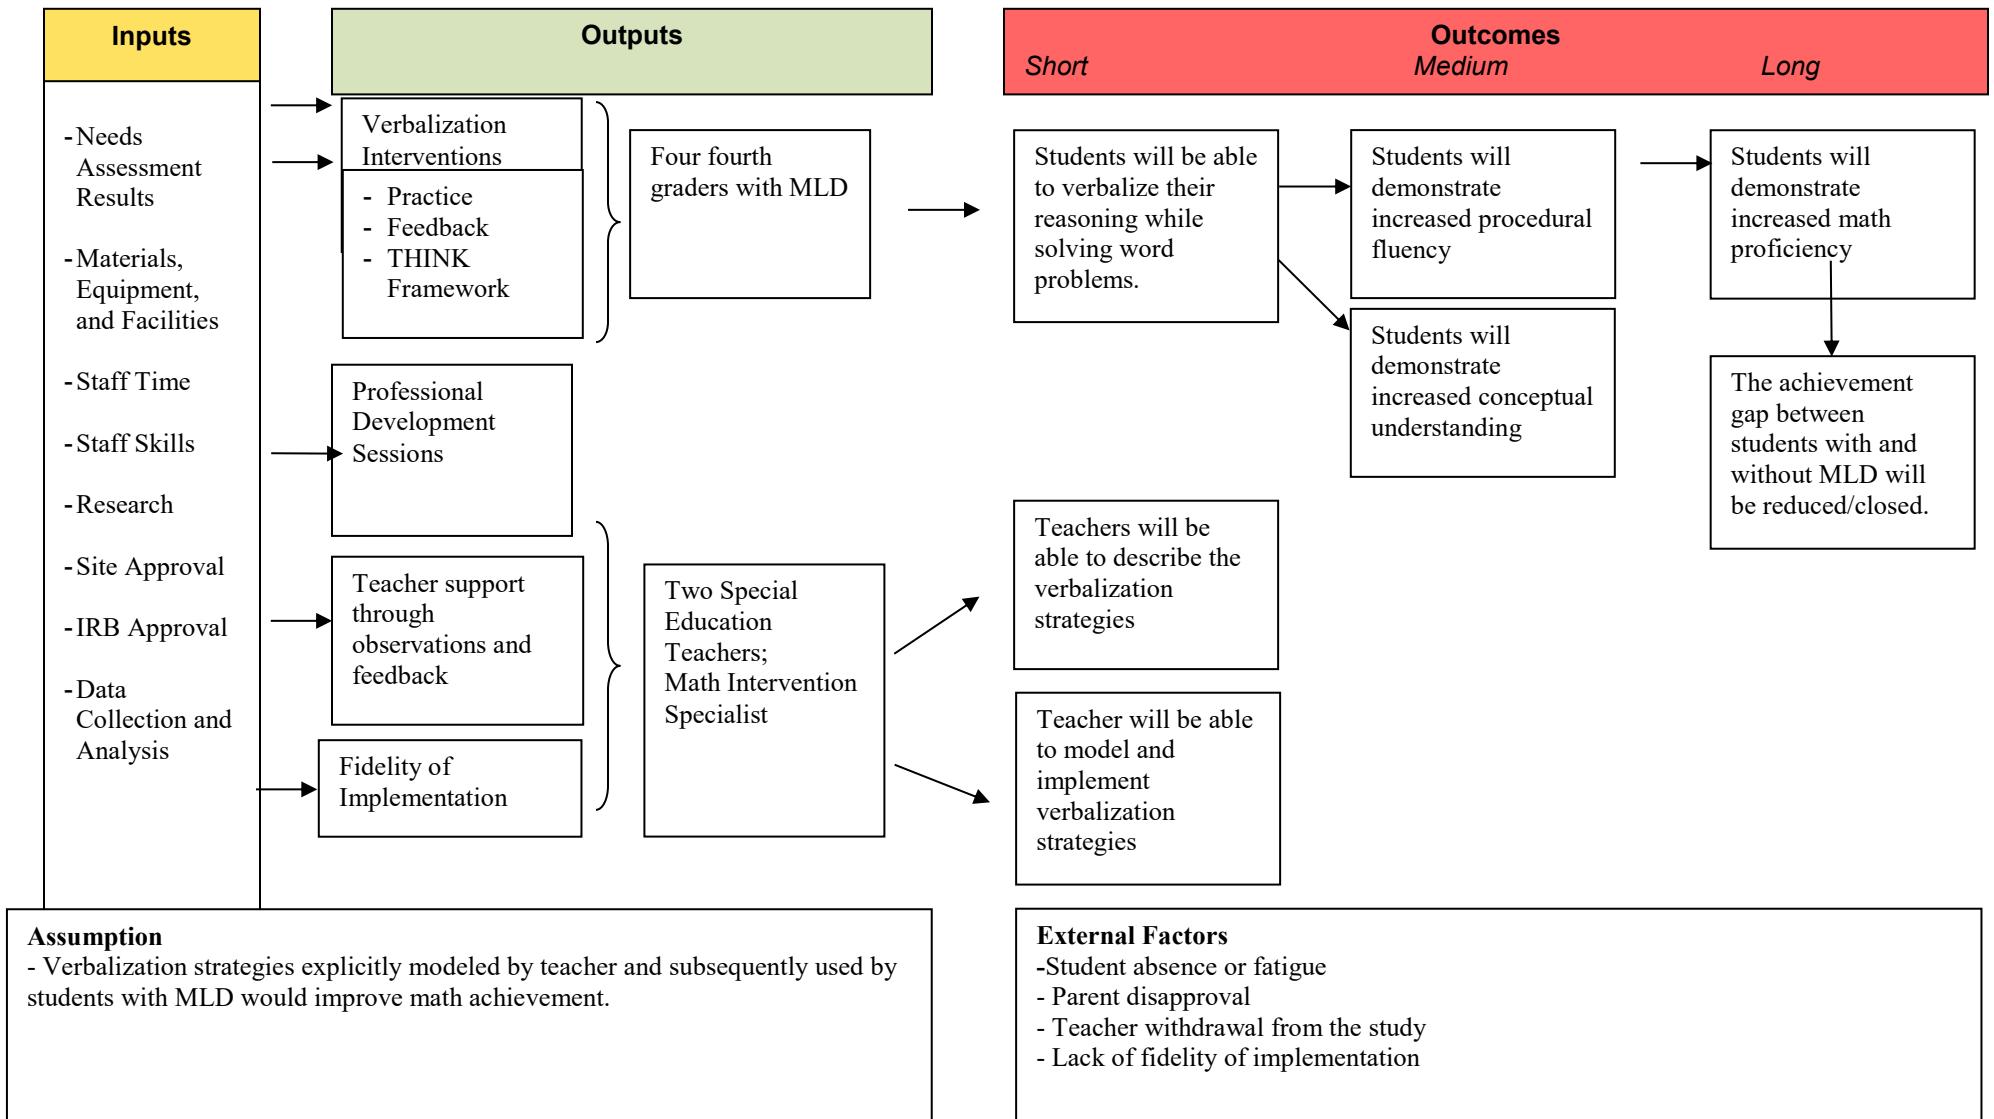 Inputs
Outputs
Outcomes
Short
Medium
Long
-Needs
Assessment
Results
-Materials,
Equipment,
and Facilities
-Staff Time
-Staff Skills
-Research
-Site Approval
-IRB Approval
-Data
Collection and
Analysis
Verbalization
Interventions
- Practice
- Feedback
- THINK
Framework
Four fourth
graders with MLD
Professional
Development
Sessions
Teacher support
through
observations and
feedback
Fidelity of
Implementation
Two Special
Education
Teachers;
Math Intervention
Specialist
Students will be able
to verbalize their
reasoning while
solving word
problems.
Students will
demonstrate
increased procedural
fluency
Students will
demonstrate
increased conceptual
understanding
Students will
demonstrate
increased math
proficiency
The achievement
gap between
students with and
without MLD will
be reduced/closed.
Teachers will be
able to describe the
verbalization
strategies
Teacher will be able
to model and
implement
verbalization
strategies
Assumption
- Verbalization strategies explicitly modeled by teacher and subsequently used by
students with MLD would improve math achievement.
External Factors
-Student absence or fatigue
- Parent disapproval
- Teacher withdrawal from the study
- Lack of fidelity of implementation